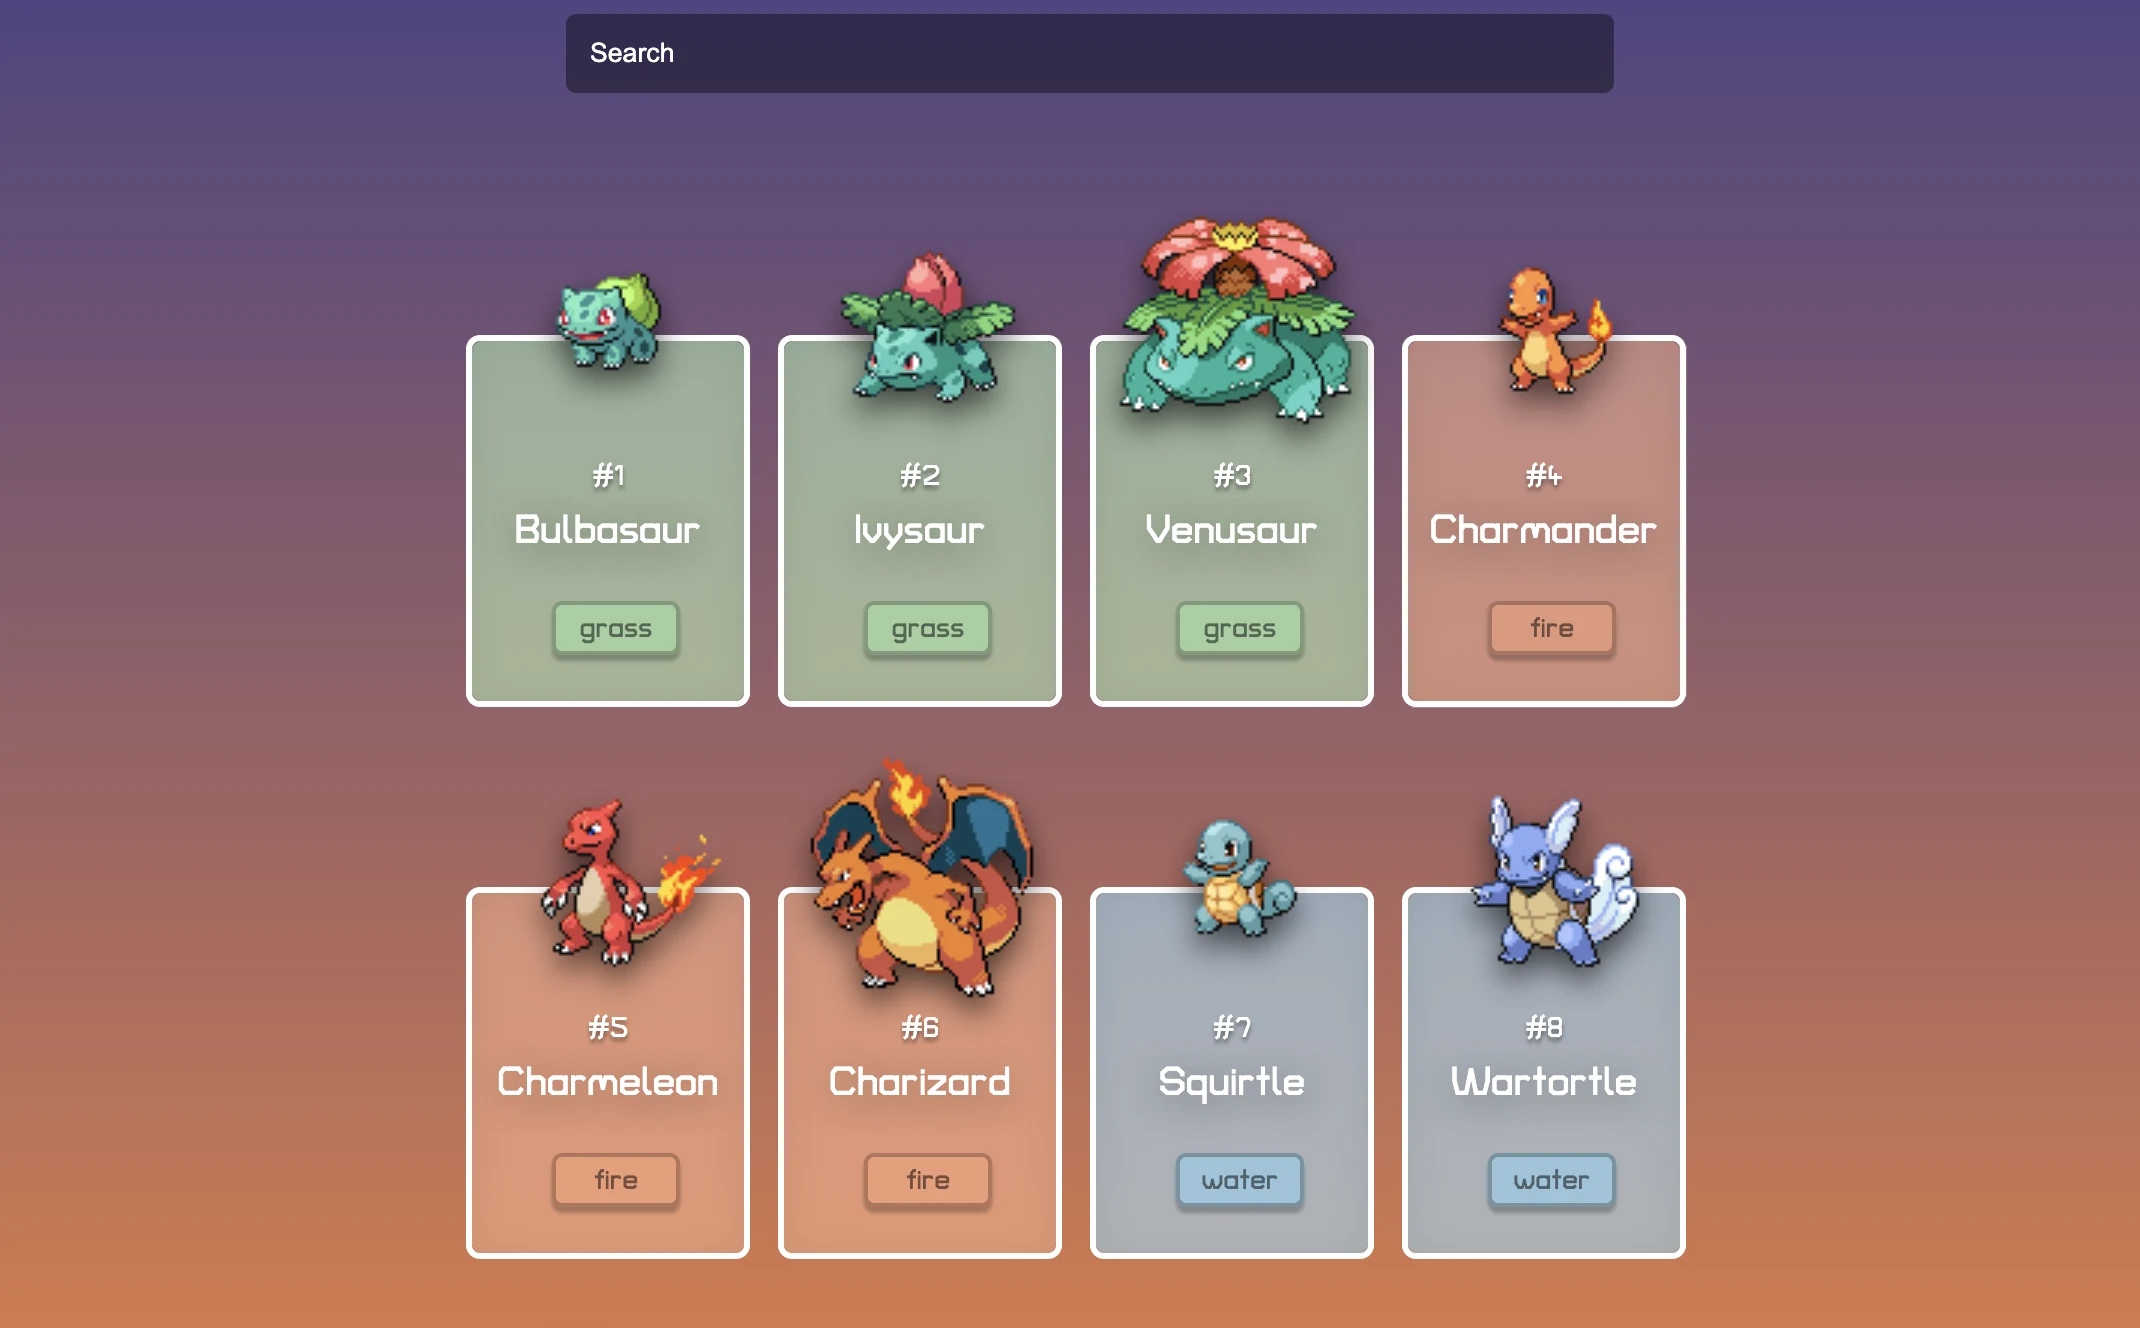 Search
#1
Bulbasaur
grass
#2
Ivysaur
grass
#3
Venusaur
grass
#4
Charmander
fire
#5
Charmeleon
fire
#6
Charizard
fire
#7
Squirtle
water
#8
Wartortle
water